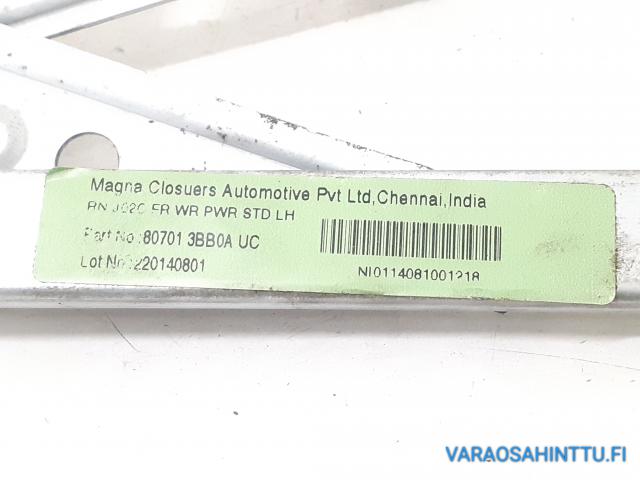 Magna Closuers Automotive Pvt Ltd,Chennai,India
RN J02C FR WR PWR STD LH
Part No :80701 3BB0A UC
Lot No :220140801
NI0114081001218
VARAOSAHINTTU.FI